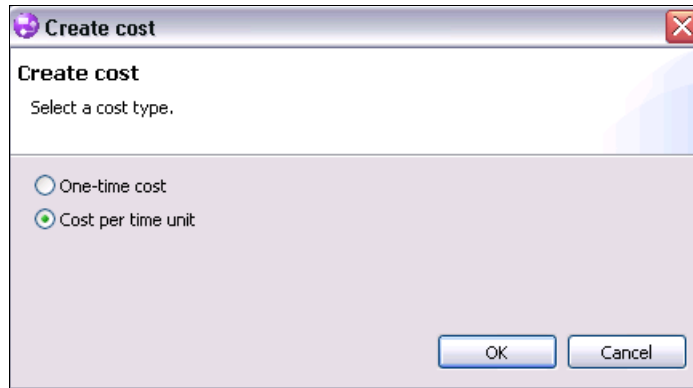 Create cost
Create cost
Select a cost type.
One-time cost
Cost per time unit
OK Cancel